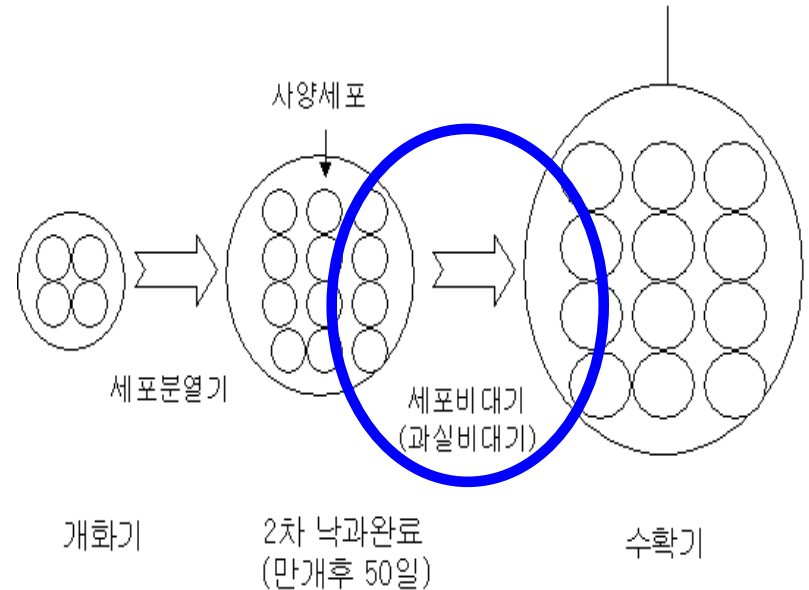 사양세포
세포분열기
세포비대기
(과실비대기)
개화기
2차 낙과완료
(만개후 50일)
수확기